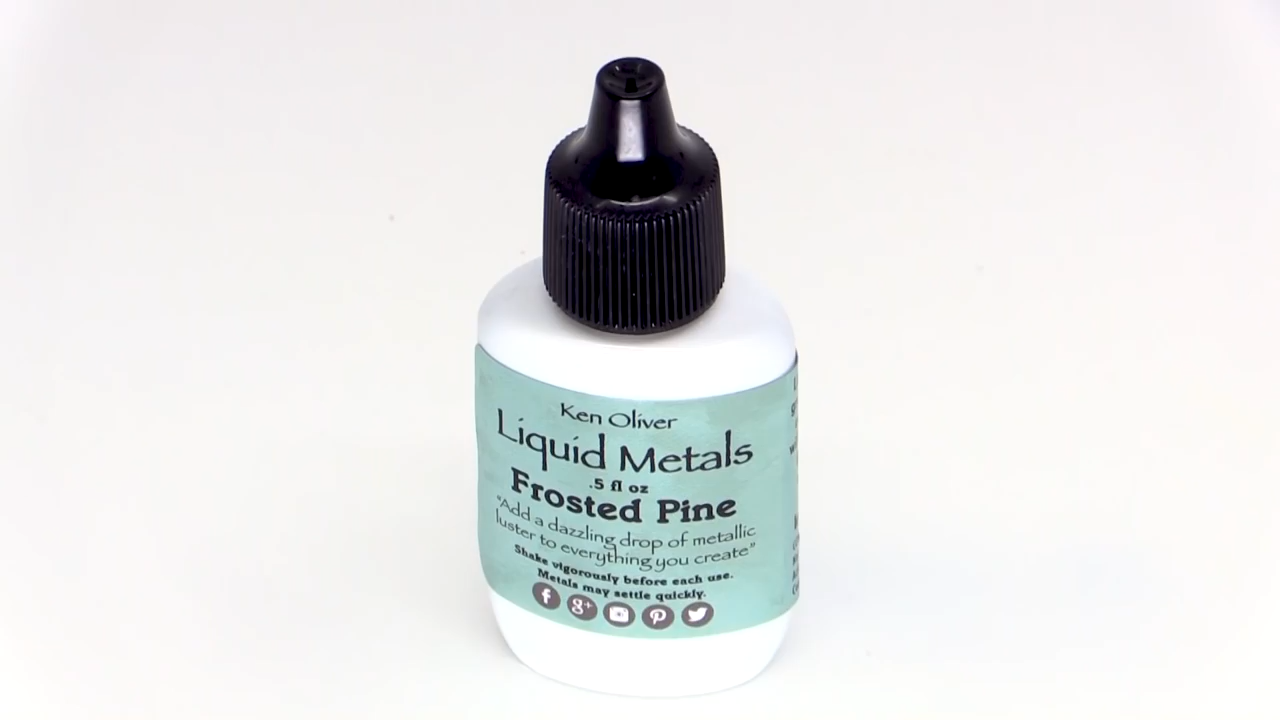 Ken Oliver
Liquid Metals
.5 fl oz
Frosted Pine
"Add a dazzling drop of metallic
luster to everything you create"
Shake vigorously before each use.
Metals may settle quickly.
f g+